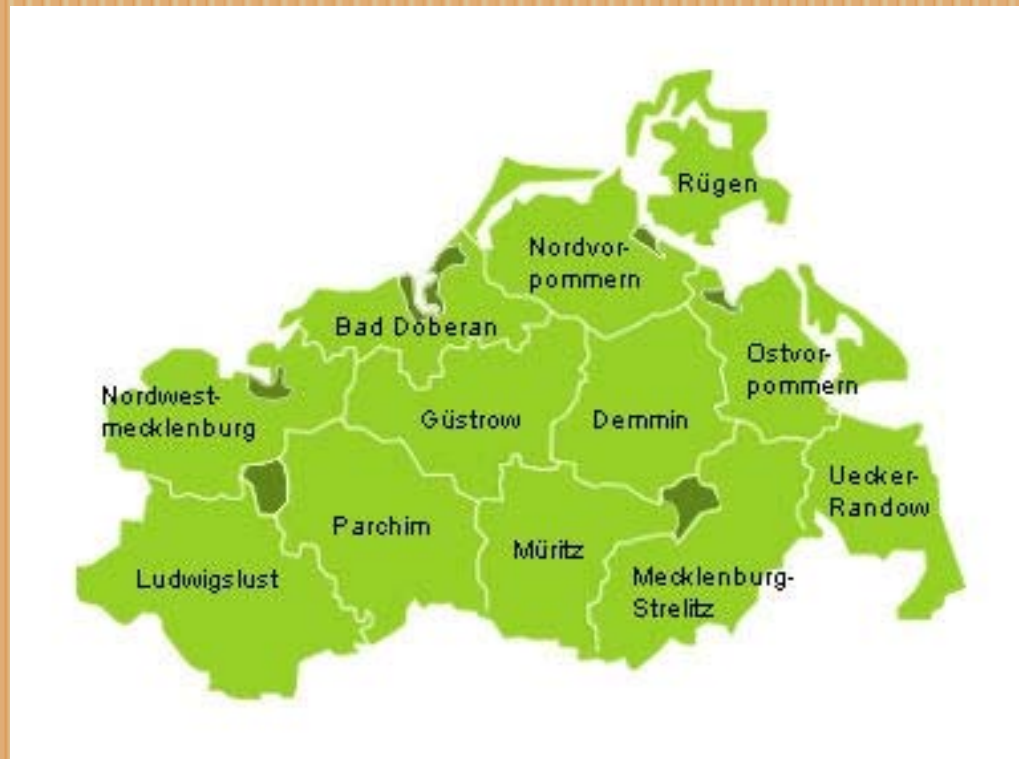 Rügen
Nordvor-
pommern
Bad Doberan
Ostvor-
pommern
Nordwest-
mecklenburg
Güstrow
Demmin
Uecker-
Randow
Parchim
Müritz
Ludwigslust
Mecklenburg-
Strelitz